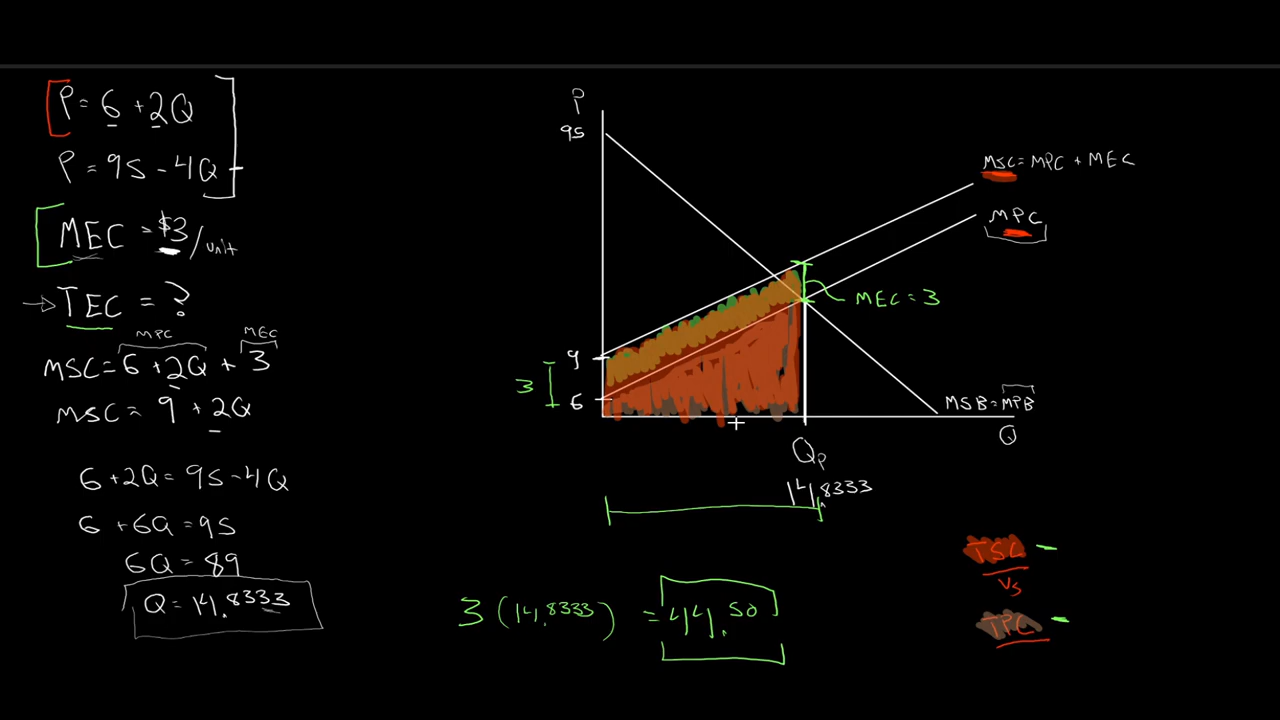 P = 6 + 2Q
P = 95 - 4Q
MEC = $3/unit
→ TEC = ?
MPC MEC
MSC = 6 + 2Q + 3
MSC = 9 + 2Q
6 + 2Q = 95 - 4Q
6 + 6Q = 95
6Q = 89
Q = 14.8333
P
95
MSC = MPC + MEC
MPC
MEC = 3
9
3
6
MSB = MPB
Q
Qp
14.8333
3 (14.8333) = 44.50
TSC -
vs
TPC -